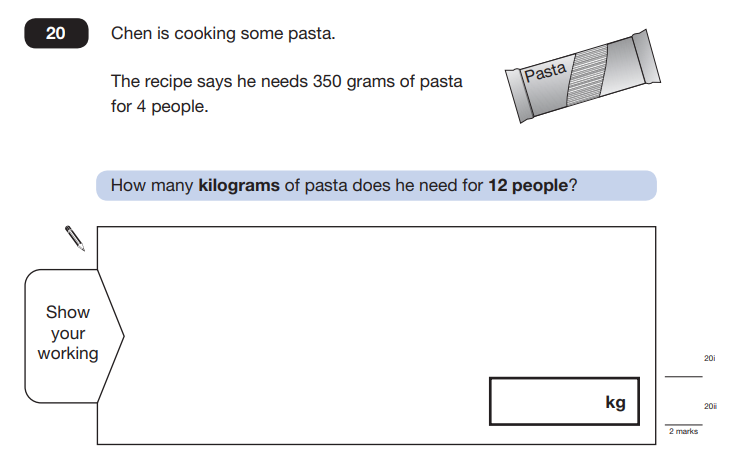 20
Chen is cooking some pasta.
The recipe says he needs 350 grams of pasta
for 4 people.
Pasta
How many kilograms of pasta does he need for 12 people?
Show
your
working
kg
20i
20ii
2 marks